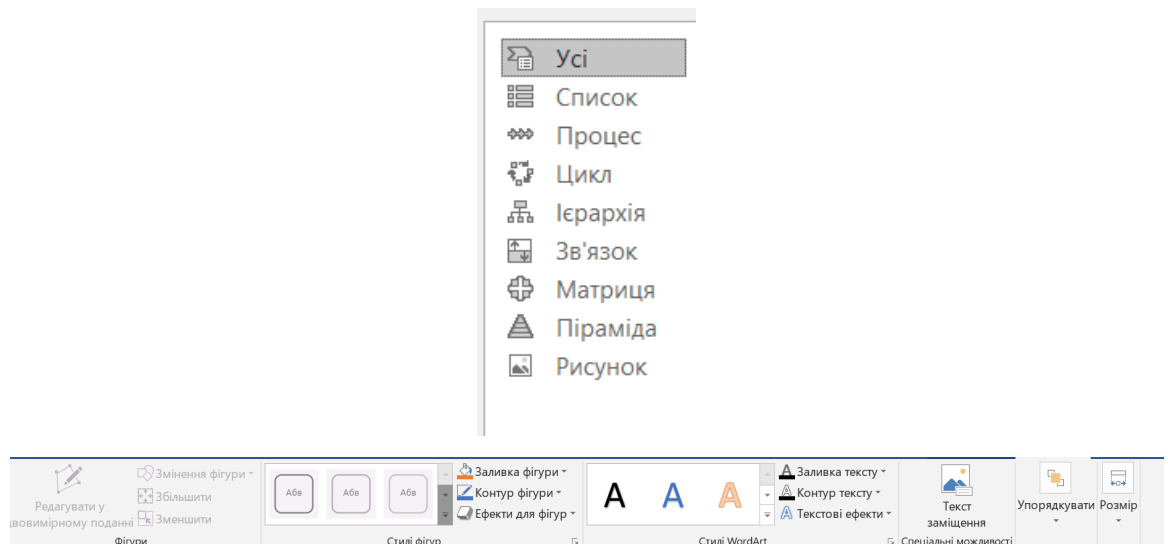 Усі
Список
Процес
Цикл
Ієрархія
Зв'язок
Матриця
Піраміда
Рисунок
Редагувати у
двовимірному поданні
Змінення фігури
Збільшити
Зменшити
Фігури
Абв Абв Абв
Заливка фігури
Контур фігури
Ефекти для фігур
Стилі фігур
A A A
Заливка тексту
Контур тексту
Текстові ефекти
Стилі WordArt
Текст
заміщення
Спеціальні можливості
Упорядкувати
Розмір